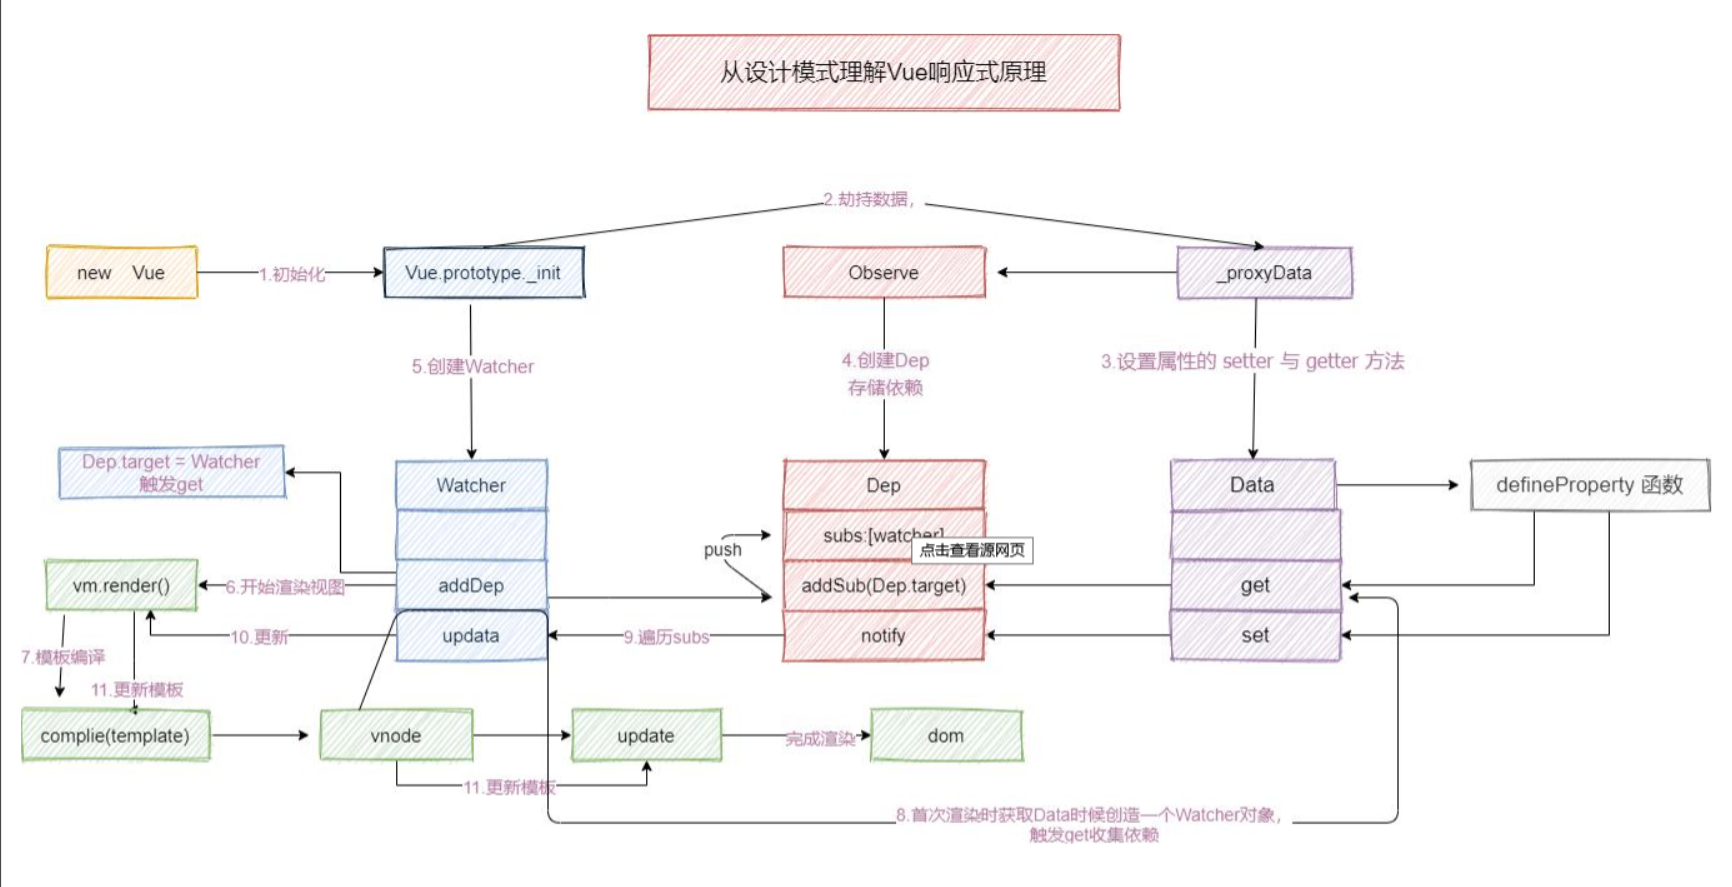 从设计模式理解Vue响应式原理
2.劫持数据，
new Vue
1.初始化
Vue.prototype._init
Observe
_proxyData
5.创建Watcher
4.创建Dep
存储依赖
3.设置属性的 setter 与 getter 方法
Dep.target = Watcher
触发get
Watcher
Dep
Data
defineProperty 函数
push
subs:[watcher]
点击查看源网页
vm.render()
6.开始渲染视图
addDep
addSub(Dep.target)
get
10.更新
updata
9.遍历subs
notify
set
7.模板编译
11.更新模板
complie(template)
vnode
update
完成渲染
dom
11.更新模板
8.首次渲染时获取Data时候创造一个Watcher对象，
触发get收集依赖